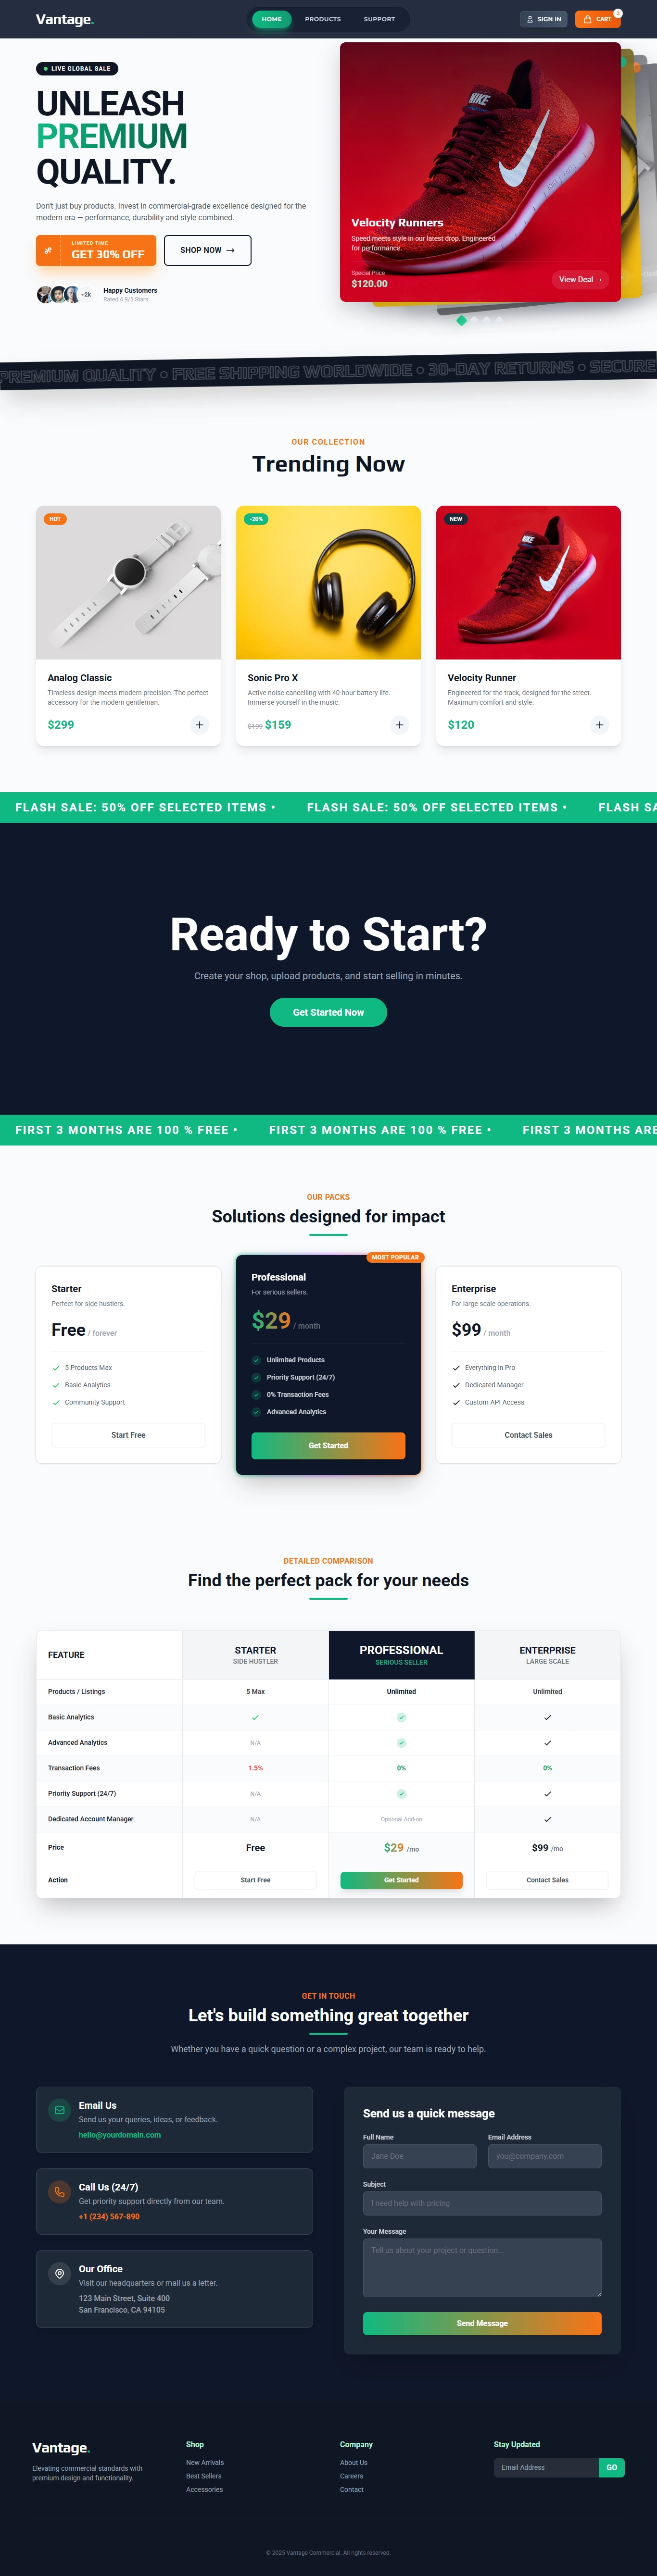 Vantage.
HOME
PRODUCTS
SUPPORT
SIGN IN
CART
LIVE GLOBAL SALE
UNLEASH
PREMIUM
QUALITY.
Don't just buy products. Invest in commercial-grade excellence designed for the
modern era — performance, durability and style combined.
%
LIMITED TIME
GET 30% OFF
SHOP NOW →
+2k
Happy Customers
Rated 4.9/5 Stars
NIKE
Velocity Runners
Speed meets style in our latest drop. Engineered
for performance.
Special Price
$120.00
View Deal →
PREMIUM QUALITY • FREE SHIPPING WORLDWIDE • 30-DAY RETURNS • SECURE
OUR COLLECTION
Trending Now
HOT
-20%
NEW
NIKE
Analog Classic
Timeless design meets modern precision. The perfect
accessory for the modern gentleman.
$299
Sonic Pro X
Active noise cancelling with 40-hour battery life.
Immerse yourself in the music.
$199 $159
Velocity Runner
Engineered for the track, designed for the street.
Maximum comfort and style.
$120
FLASH SALE: 50% OFF SELECTED ITEMS • FLASH SALE: 50% OFF SELECTED ITEMS • FLASH SA
Ready to Start?
Create your shop, upload products, and start selling in minutes.
Get Started Now
FIRST 3 MONTHS ARE 100 % FREE • FIRST 3 MONTHS ARE 100 % FREE • FIRST 3 MONTHS ARE
OUR PACKS
Solutions designed for impact
Starter
Perfect for side hustlers.
Free / forever
5 Products Max
Basic Analytics
Community Support
Start Free
MOST POPULAR
Professional
For serious sellers.
$29 / month
Unlimited Products
Priority Support (24/7)
0% Transaction Fees
Advanced Analytics
Get Started
Enterprise
For large scale operations.
$99 / month
Everything in Pro
Dedicated Manager
Custom API Access
Contact Sales
DETAILED COMPARISON
Find the perfect pack for your needs
FEATURE
STARTER
SIDE HUSTLER
PROFESSIONAL
SERIOUS SELLER
ENTERPRISE
LARGE SCALE
Products / Listings 5 Max Unlimited Unlimited
Basic Analytics
Advanced Analytics N/A
Transaction Fees 1.5% 0% 0%
Priority Support (24/7) N/A
Dedicated Account Manager N/A Optional Add-on
Price Free $29 /mo $99 /mo
Action Start Free Get Started Contact Sales
GET IN TOUCH
Let's build something great together
Whether you have a quick question or a complex project, our team is ready to help.
Email Us
Send us your queries, ideas, or feedback.
hello@yourdomain.com
Call Us (24/7)
Get priority support directly from our team.
+1 (234) 567-890
Our Office
Visit our headquarters or mail us a letter.
123 Main Street, Suite 400
San Francisco, CA 94105
Send us a quick message
Full Name
Jane Doe
Email Address
you@company.com
Subject
I need help with pricing
Your Message
Tell us about your project or question...
Send Message
Vantage.
Elevating commercial standards with
premium design and functionality.
Shop
New Arrivals
Best Sellers
Accessories
Company
About Us
Careers
Contact
Stay Updated
Email Address
GO
© 2025 Vantage Commercial. All rights reserved.